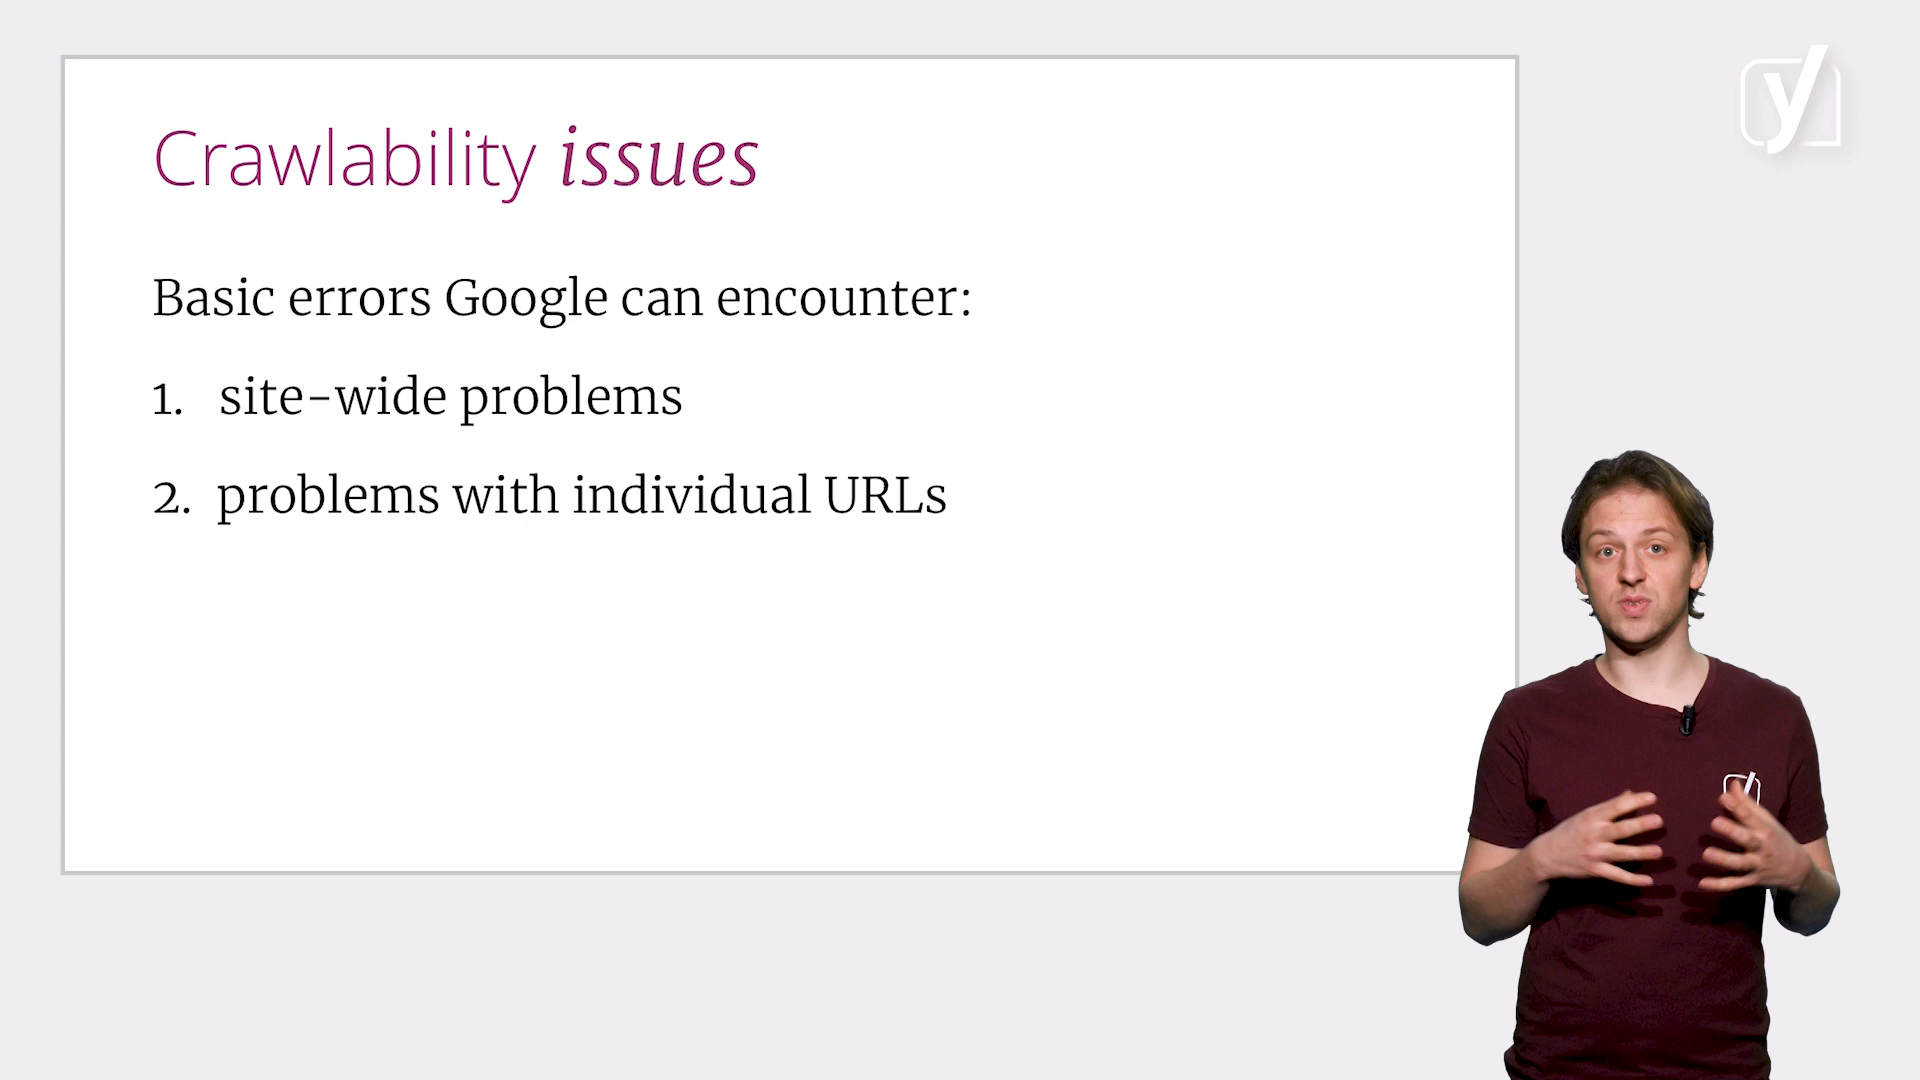 Crawlability issues
Basic errors Google can encounter:
1. site-wide problems
2. problems with individual URLs
y